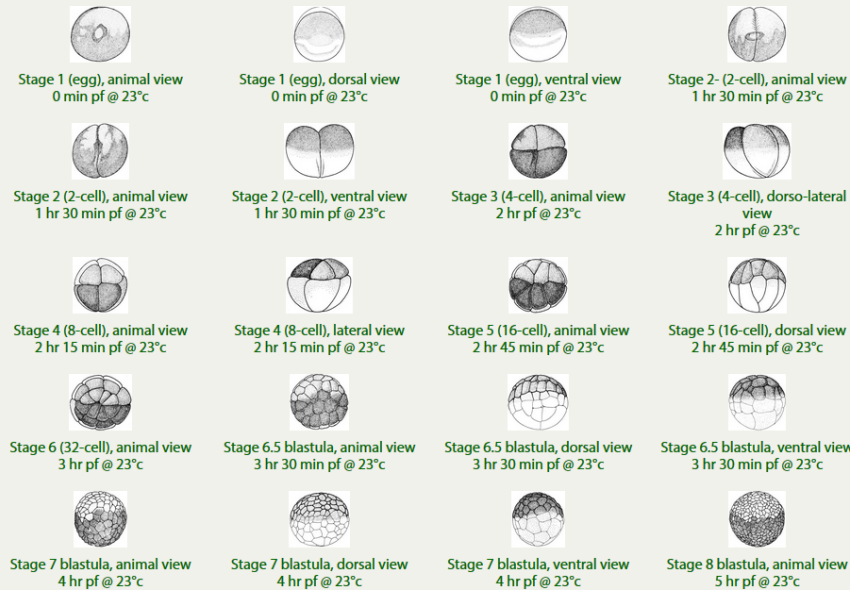 Stage 1 (egg), animal view
0 min pf @ 23°c
Stage 1 (egg), dorsal view
0 min pf @ 23°c
Stage 1 (egg), ventral view
0 min pf @ 23°c
Stage 2- (2-cell), animal view
1 hr 30 min pf @ 23°c
Stage 2 (2-cell), animal view
1 hr 30 min pf @ 23°c
Stage 2 (2-cell), ventral view
1 hr 30 min pf @ 23°c
Stage 3 (4-cell), animal view
2 hr pf @ 23°c
Stage 3 (4-cell), dorso-lateral
view
2 hr pf @ 23°c
Stage 4 (8-cell), animal view
2 hr 15 min pf @ 23°c
Stage 4 (8-cell), lateral view
2 hr 15 min pf @ 23°c
Stage 5 (16-cell), animal view
2 hr 45 min pf @ 23°c
Stage 5 (16-cell), dorsal view
2 hr 45 min pf @ 23°c
Stage 6 (32-cell), animal view
3 hr pf @ 23°c
Stage 6.5 blastula, animal view
3 hr 30 min pf @ 23°c
Stage 6.5 blastula, dorsal view
3 hr 30 min pf @ 23°c
Stage 6.5 blastula, ventral view
3 hr 30 min pf @ 23°c
Stage 7 blastula, animal view
4 hr pf @ 23°c
Stage 7 blastula, dorsal view
4 hr pf @ 23°c
Stage 7 blastula, ventral view
4 hr pf @ 23°c
Stage 8 blastula, animal view
5 hr pf @ 23°c